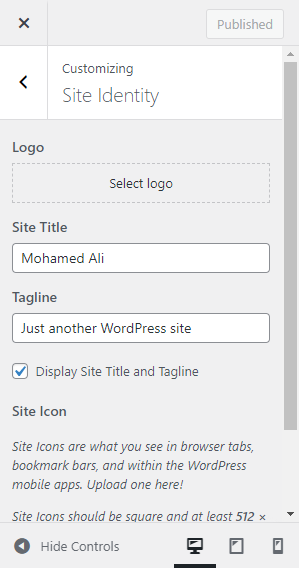 Published
Customizing
Site Identity
Logo
Select logo
Site Title
Mohamed Ali
Tagline
Just another WordPress site
Display Site Title and Tagline
Site Icon
Site Icons are what you see in browser tabs,
bookmark bars, and within the WordPress
mobile apps. Upload one here!
Site Icons should be square and at least 512 ×
Hide Controls